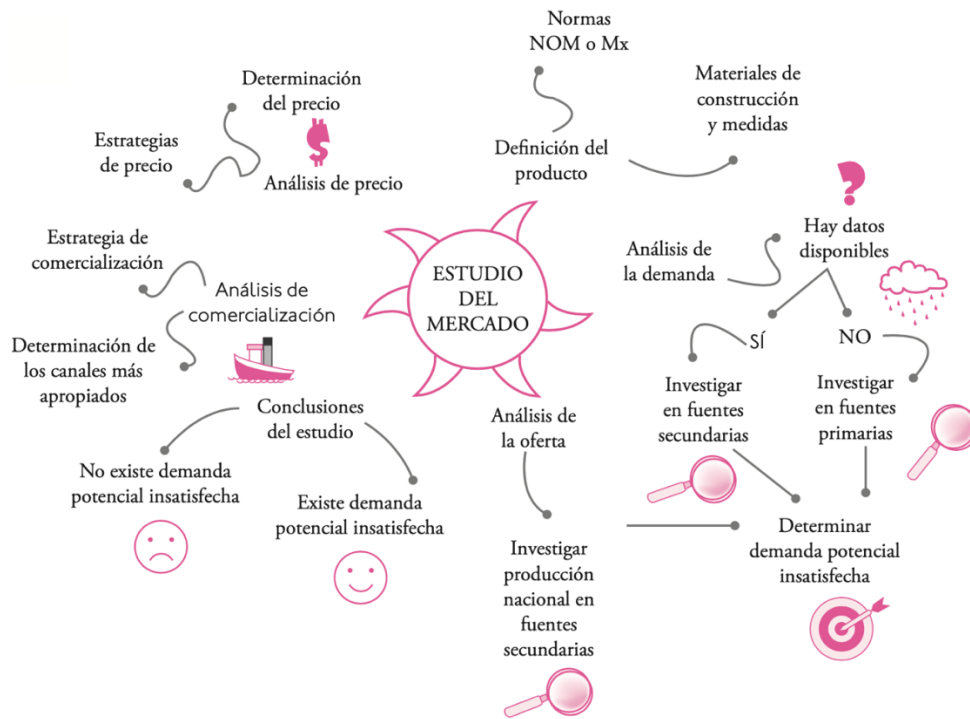 Normas
NOM o Mx
Determinación
del precio
Materiales de
construcción
y medidas
Estrategias
de precio
Análisis de precio
Definición del
producto
Estrategia de
comercialización
Análisis de
comercialización
Determinación de
los canales más
apropiados
ESTUDIO
DEL
MERCADO
Análisis de
la demanda
Hay datos
disponibles
SÍ
NO
Investigar
en fuentes
secundarias
Investigar
en fuentes
primarias
Conclusiones
del estudio
Análisis de
la oferta
No existe demanda
potencial insatisfecha
Existe demanda
potencial insatisfecha
Investigar
producción
nacional en
fuentes
secundarias
Determinar
demanda potencial
insatisfecha